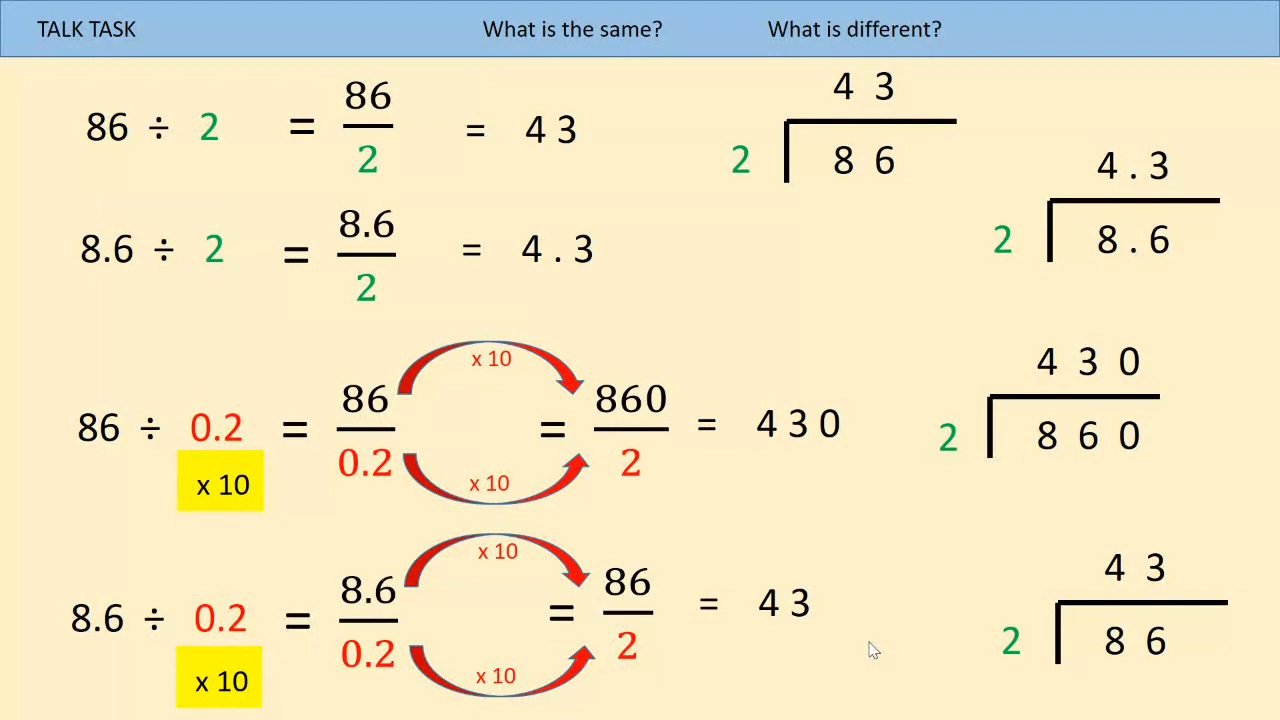 TALK TASK What is the same? What is different?
86 ÷ 2 = 86/2 = 4 3
4 3
2 8 6
8.6 ÷ 2 = 8.6/2 = 4 . 3
4 . 3
2 8 . 6
x 10
86 ÷ 0.2 = 86/0.2 = 860/2 = 4 3 0
x 10
x 10
4 3 0
2 8 6 0
x 10
8.6 ÷ 0.2 = 8.6/0.2 = 86/2 = 4 3
x 10
x 10
4 3
2 8 6